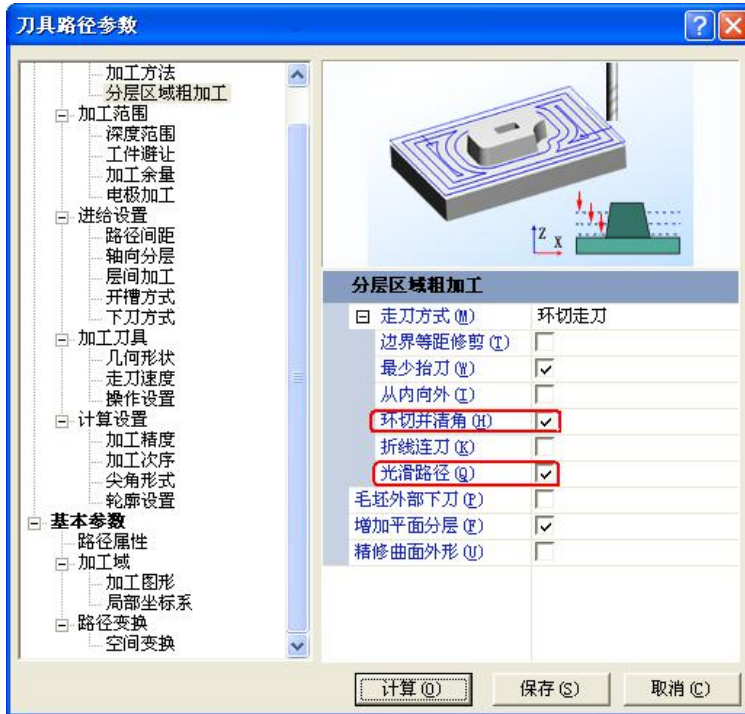 刀具路径参数
加工方法
分层区域粗加工
加工范围
深度范围
工件避让
加工余量
电极加工
进给设置
路径间距
轴向分层
层间加工
开槽方式
下刀方式
加工刀具
几何形状
走刀速度
操作设置
计算设置
加工精度
加工次序
尖角形式
轮廓设置
基本参数
路径属性
加工域
加工图形
局部坐标系
路径变换
空间变换
Z
X
分层区域粗加工
走刀方式(M) 环切走刀
边界等距修剪(T)
最少抬刀(W)
从内向外(I)
环切并清角(H)
折线连刀(K)
光滑路径(Q)
毛坯外部下刀(P)
增加平面分层(F)
精修曲面外形(U)
计算(O) 保存(S) 取消(C)